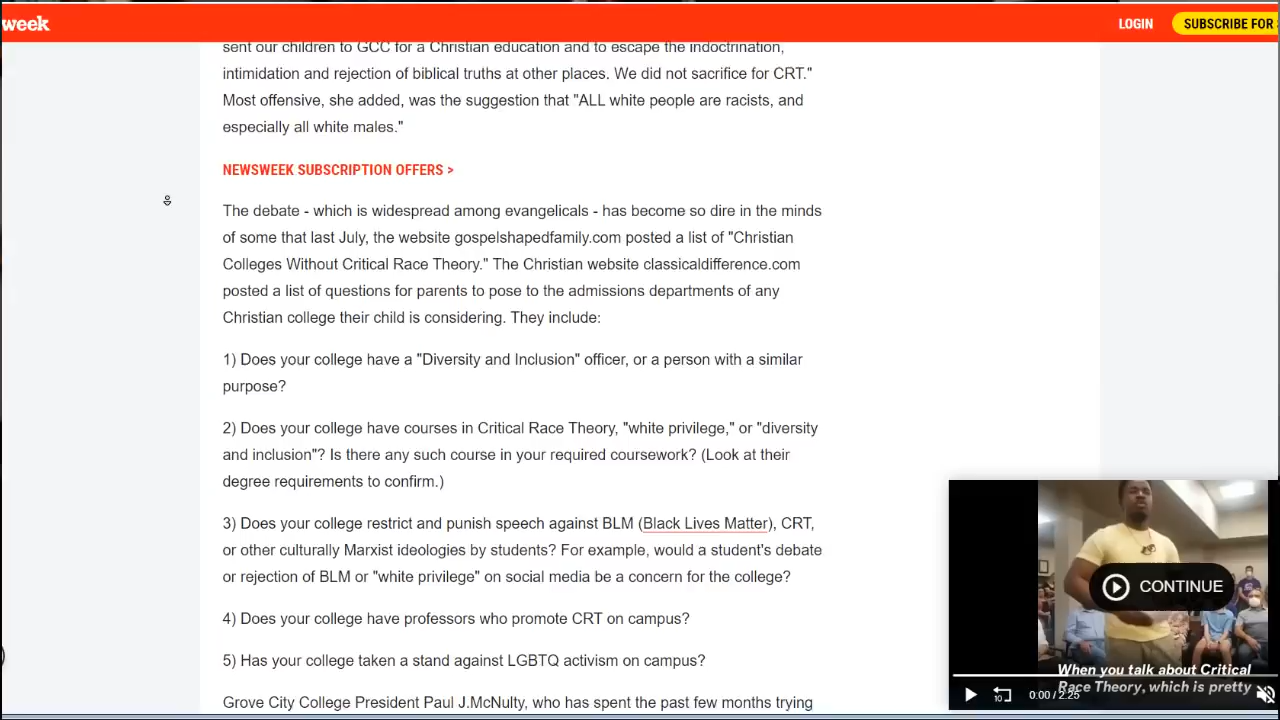 week
LOGIN
SUBSCRIBE FOR
sent our children to GCC for a Christian education and to escape the indoctrination,
intimidation and rejection of biblical truths at other places. We did not sacrifice for CRT."
Most offensive, she added, was the suggestion that "ALL white people are racists, and
especially all white males."
NEWSWEEK SUBSCRIPTION OFFERS >
The debate - which is widespread among evangelicals - has become so dire in the minds
of some that last July, the website gospelshapedfamily.com posted a list of "Christian
Colleges Without Critical Race Theory." The Christian website classicaldifference.com
posted a list of questions for parents to pose to the admissions departments of any
Christian college their child is considering. They include:
1) Does your college have a "Diversity and Inclusion" officer, or a person with a similar
purpose?
2) Does your college have courses in Critical Race Theory, "white privilege," or "diversity
and inclusion"? Is there any such course in your required coursework? (Look at their
degree requirements to confirm.)
3) Does your college restrict and punish speech against BLM (Black Lives Matter), CRT,
or other culturally Marxist ideologies by students? For example, would a student's debate
or rejection of BLM or "white privilege" on social media be a concern for the college?
4) Does your college have professors who promote CRT on campus?
5) Has your college taken a stand against LGBTQ activism on campus?
Grove City College President Paul J.McNulty, who has spent the past few months trying
CONTINUE
When you talk about Critical
Race Theory, which is pretty
10
0:00 / 2:25